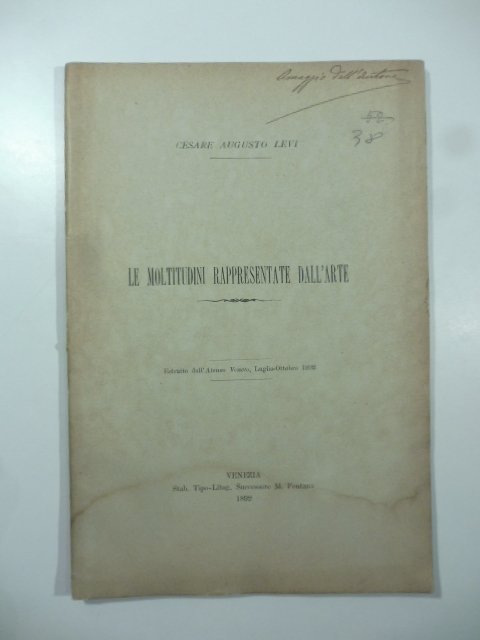 Omaggio dell'Autore
50
38
CESARE AUGUSTO LEVI
LE MOLTITUDINI RAPPRESENTATE DALL'ARTE
Estratto dall'Ateneo Veneto, Luglio-Ottobre 1892
VENEZIA
Stab. Tipo-Litog. Successore M. Fontana
1892